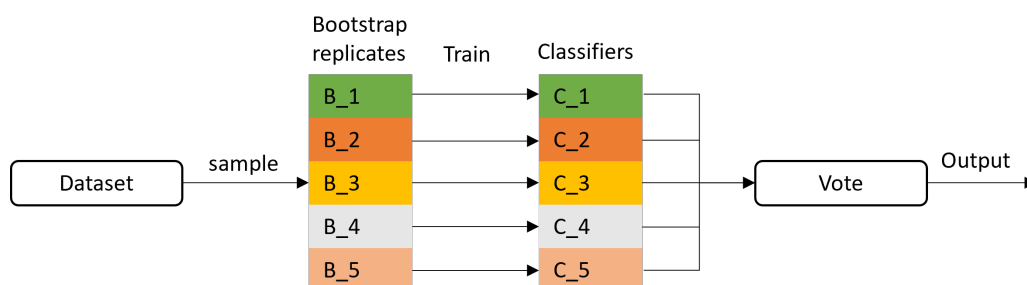 Bootstrap
replicates
Train
Classifiers
B_1
C_1
B_2
C_2
sample
Output
Dataset
B_3
C_3
Vote
B_4
C_4
B_5
C_5